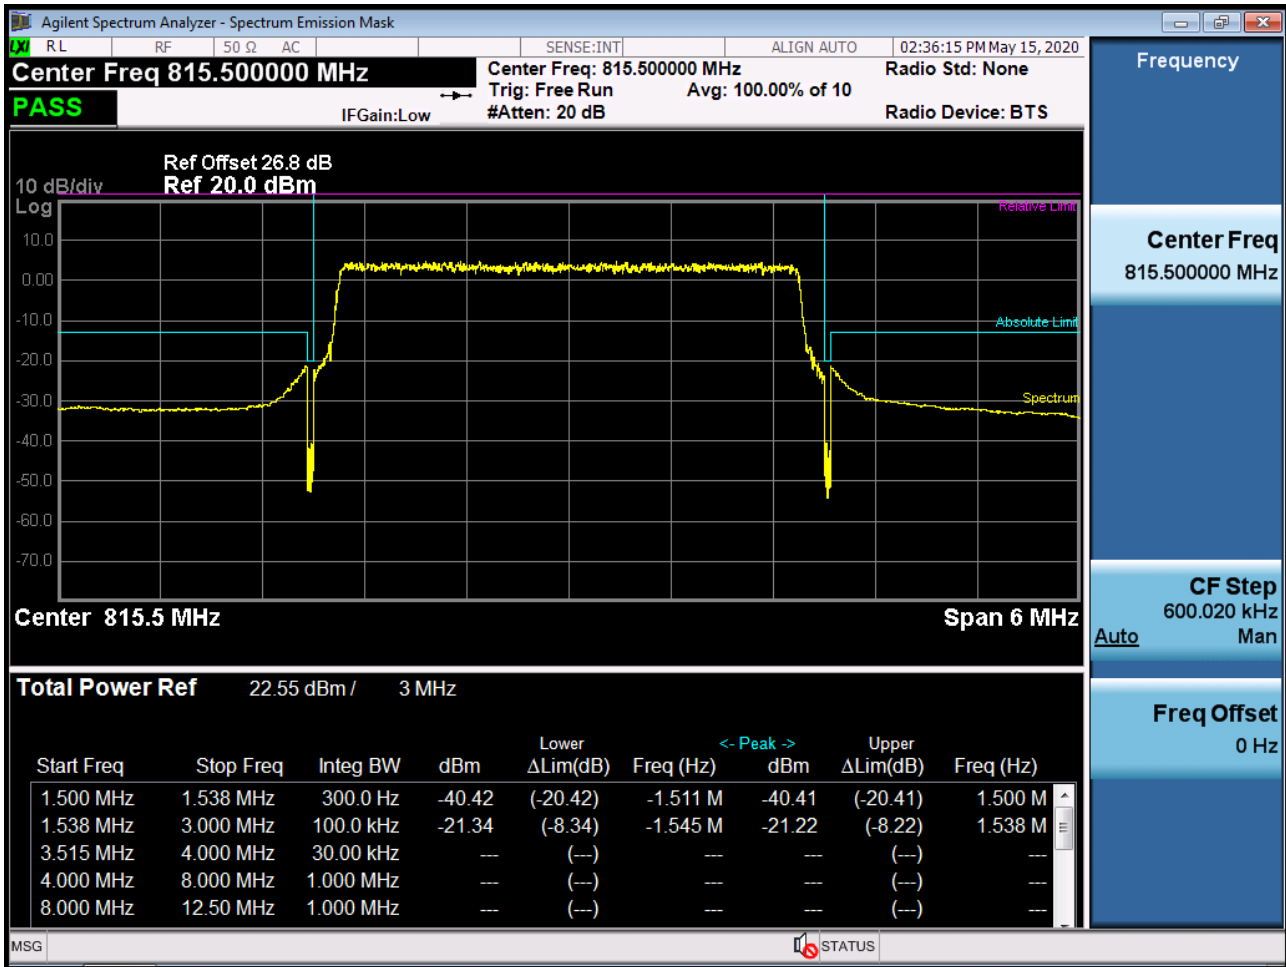 Agilent Spectrum Analyzer - Spectrum Emission Mask
LXI RL RF 50 Ω AC SENSE:INT ALIGN AUTO 02:36:15 PM May 15, 2020
Center Freq 815.500000 MHz
PASS
IFGain:Low
Center Freq: 815.500000 MHz
Trig: Free Run Avg: 100.00% of 10
#Atten: 20 dB
Radio Std: None
Radio Device: BTS
Ref Offset 26.8 dB
10 dB/div Ref 20.0 dBm
Log
Relative Limit
10.0
0.00
-10.0
Absolute Limit
-20.0
-30.0
Spectrum
-40.0
-50.0
-60.0
-70.0
Center 815.5 MHz Span 6 MHz
Total Power Ref 22.55 dBm / 3 MHz
Lower <- Peak -> Upper
Start Freq Stop Freq Integ BW dBm ΔLim(dB) Freq (Hz) dBm ΔLim(dB) Freq (Hz)
1.500 MHz 1.538 MHz 300.0 Hz -40.42 (-20.42) -1.511 M -40.41 (-20.41) 1.500 M
1.538 MHz 3.000 MHz 100.0 kHz -21.34 (-8.34) -1.545 M -21.22 (-8.22) 1.538 M
3.515 MHz 4.000 MHz 30.00 kHz --- (---) --- --- (---) ---
4.000 MHz 8.000 MHz 1.000 MHz --- (---) --- --- (---) ---
8.000 MHz 12.50 MHz 1.000 MHz --- (---) --- --- (---) ---
MSG STATUS
Frequency
Center Freq
815.500000 MHz
CF Step
600.020 kHz
Auto Man
Freq Offset
0 Hz